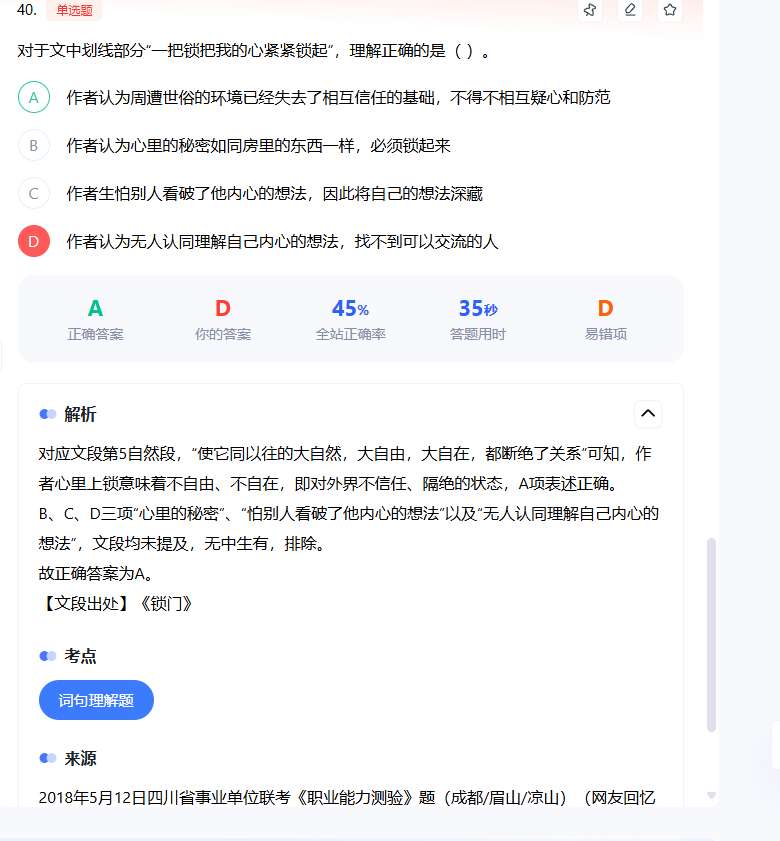 40. 单选题
对于文中划线部分“一把锁把我的心紧紧锁起”，理解正确的是（ ）。
A 作者认为周遭世俗的环境已经失去了相互信任的基础，不得不相互疑心和防范
B 作者认为心里的秘密如同房里的东西一样，必须锁起来
C 作者生怕别人看破了他内心的想法，因此将自己的想法深藏
D 作者认为无人认同理解自己内心的想法，找不到可以交流的人
A D 45% 35秒 D
正确答案 你的答案 全站正确率 答题用时 易错项
解析
对应文段第5自然段，“使它同以往的大自然，大自由，大自在，都断绝了关系”可知，作
者心里上锁意味着不自由、不自在，即对外界不信任、隔绝的状态，A项表述正确。
B、C、D三项“心里的秘密”、“怕别人看破了他内心的想法”以及“无人认同理解自己内心的
想法”，文段均未提及，无中生有，排除。
故正确答案为A。
【文段出处】《锁门》
考点
词句理解题
来源
2018年5月12日四川省事业单位联考《职业能力测验》题（成都/眉山/凉山）（网友回忆